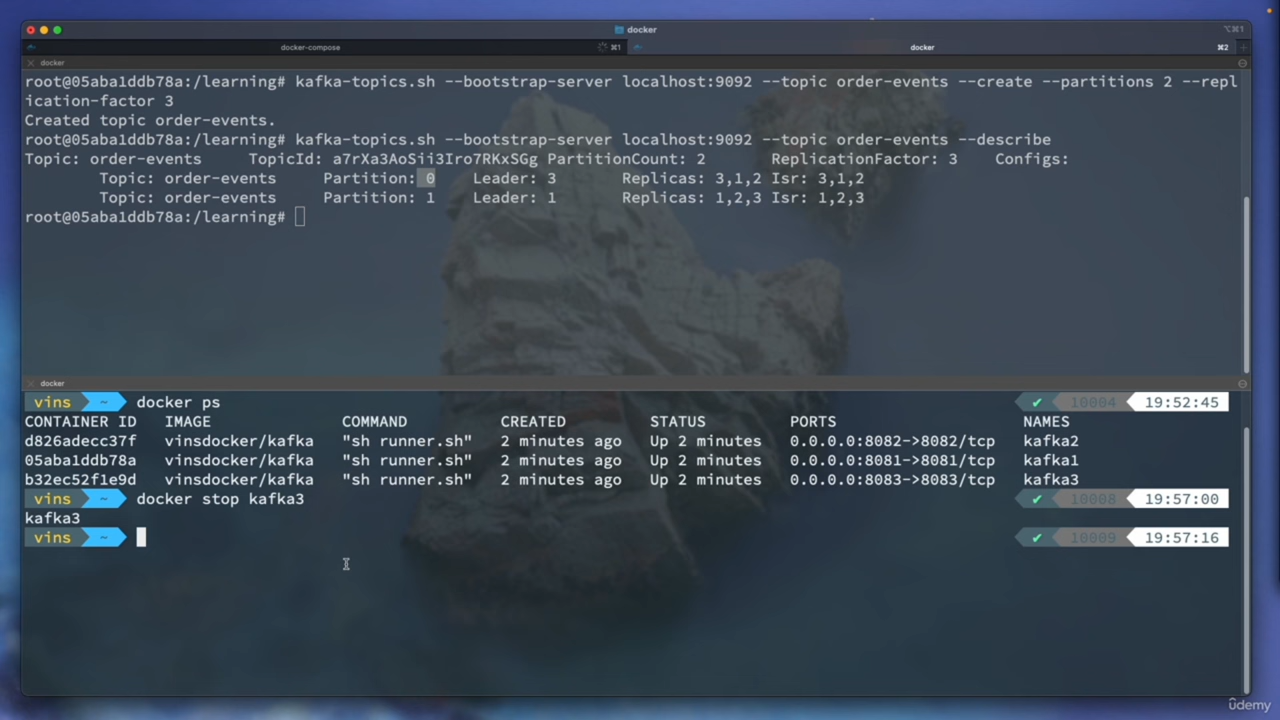 docker
⌥⌘1
docker-compose
⌘1
docker
⌘2
docker
root@05aba1ddb78a:/learning# kafka-topics.sh --bootstrap-server localhost:9092 --topic order-events --create --partitions 2 --repl
ication-factor 3
Created topic order-events.
root@05aba1ddb78a:/learning# kafka-topics.sh --bootstrap-server localhost:9092 --topic order-events --describe
Topic: order-events TopicId: a7rXa3AoSii3Iro7RKxSGg PartitionCount: 2 ReplicationFactor: 3 Configs:
Topic: order-events Partition: 0 Leader: 3 Replicas: 3,1,2 Isr: 3,1,2
Topic: order-events Partition: 1 Leader: 1 Replicas: 1,2,3 Isr: 1,2,3
root@05aba1ddb78a:/learning#
docker
vins ~ docker ps ✔ 10004 19:52:45
CONTAINER ID IMAGE COMMAND CREATED STATUS PORTS NAMES
d826adecc37f vinsdocker/kafka "sh runner.sh" 2 minutes ago Up 2 minutes 0.0.0.0:8082->8082/tcp kafka2
05aba1ddb78a vinsdocker/kafka "sh runner.sh" 2 minutes ago Up 2 minutes 0.0.0.0:8081->8081/tcp kafka1
b32ec52f1e9d vinsdocker/kafka "sh runner.sh" 2 minutes ago Up 2 minutes 0.0.0.0:8083->8083/tcp kafka3
vins ~ docker stop kafka3 ✔ 10008 19:57:00
kafka3
vins ~ ✔ 10009 19:57:16
ûdemy